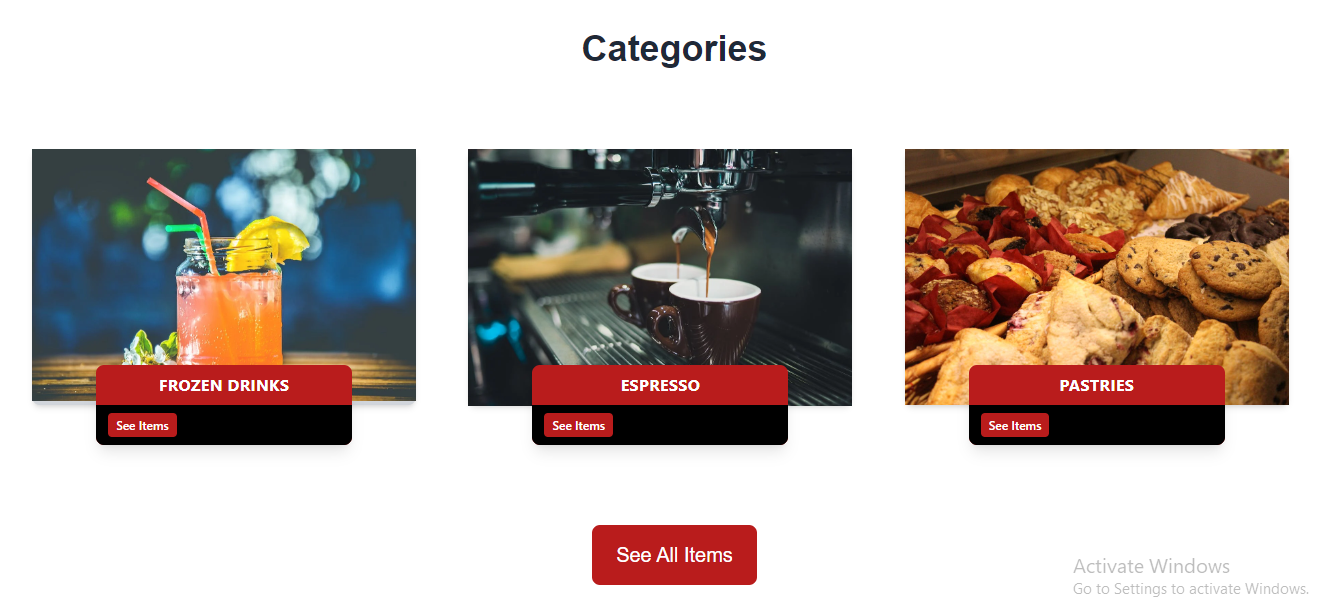 Categories
FROZEN DRINKS
See Items
ESPRESSO
See Items
PASTRIES
See Items
See All Items
Activate Windows
Go to Settings to activate Windows.